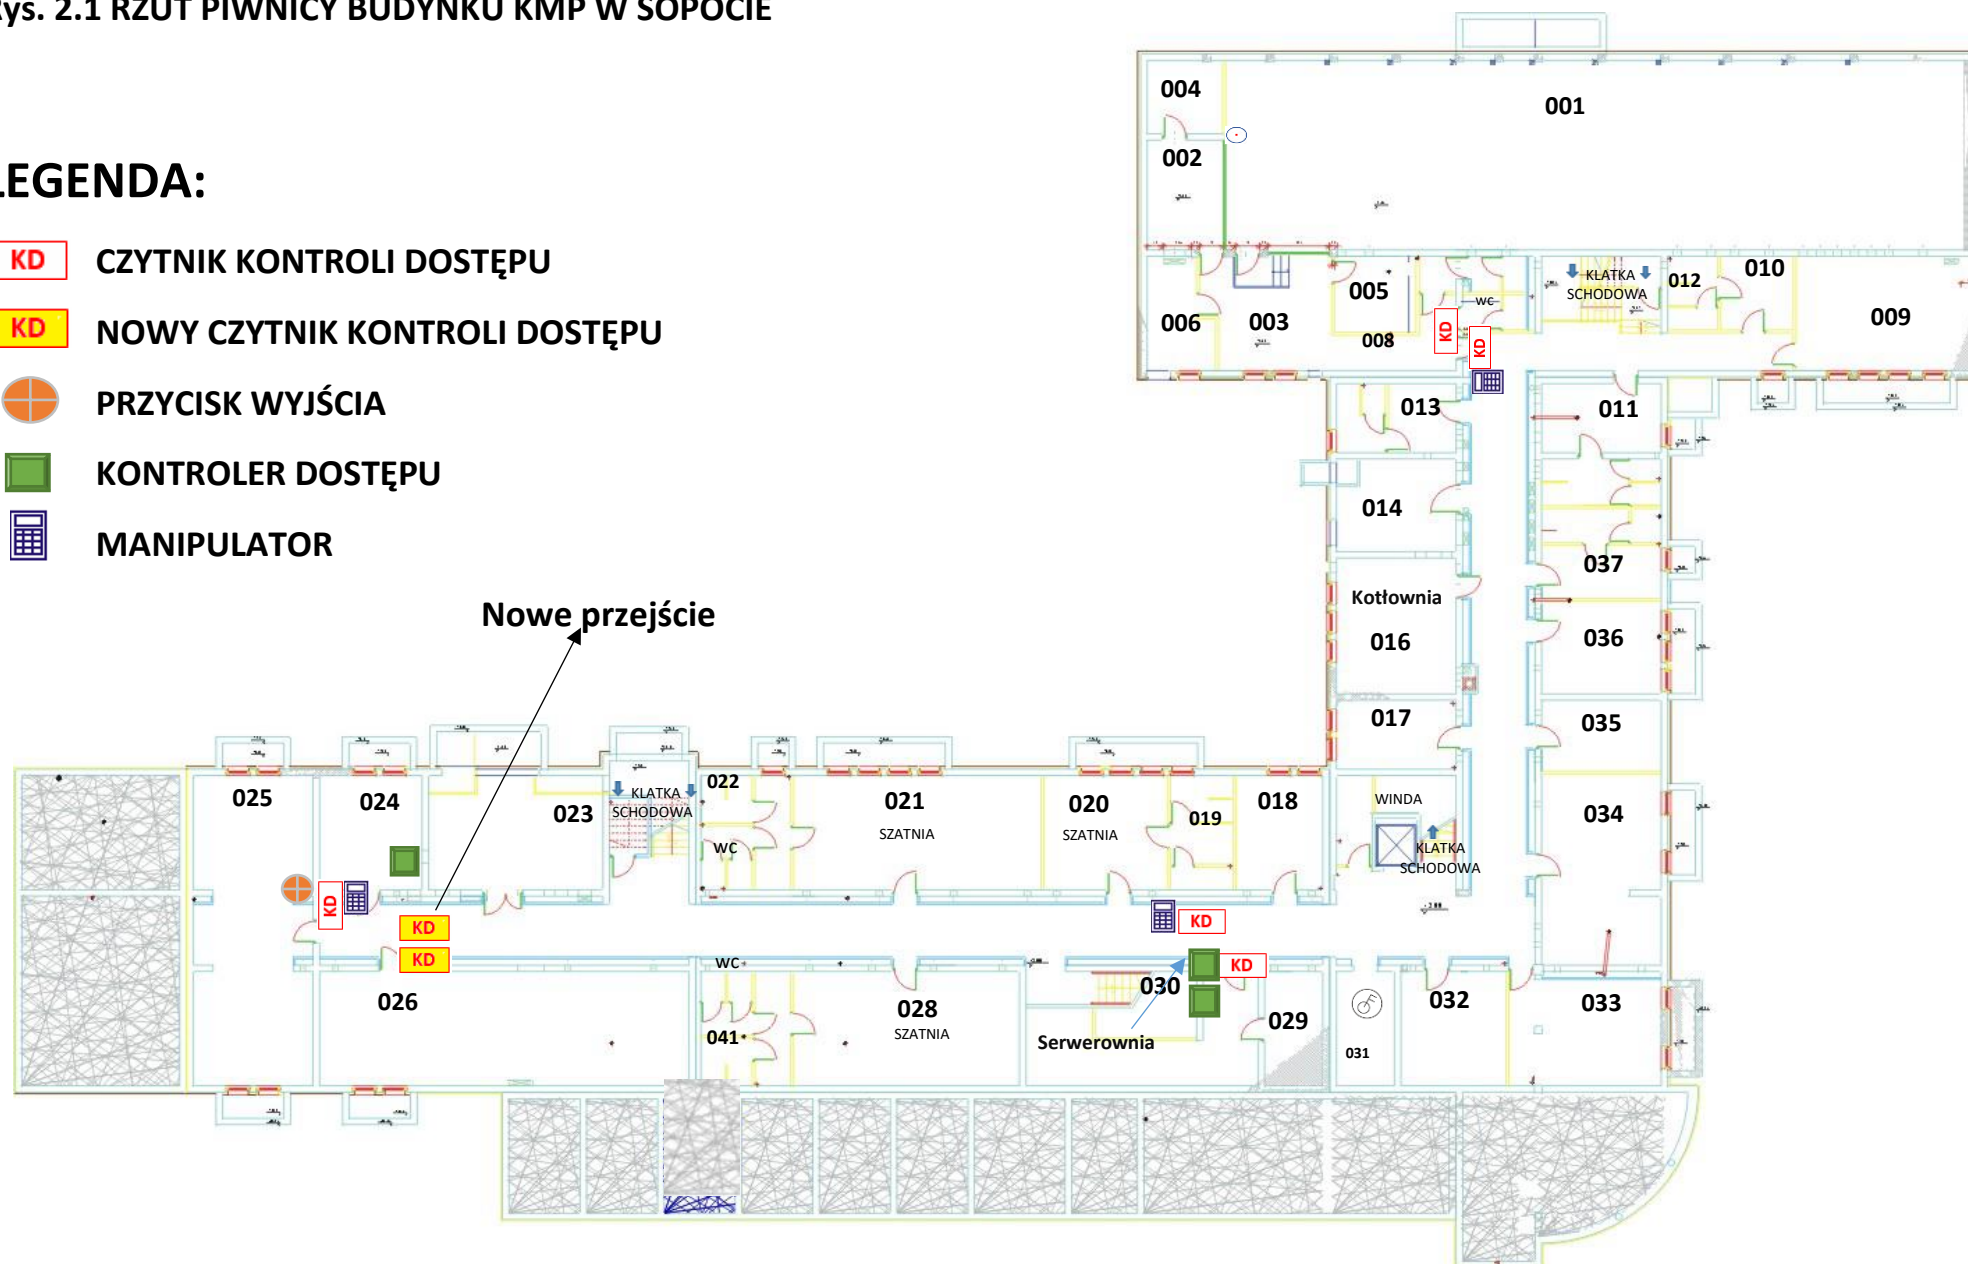 Rys. 2.1 RZUT PIWNICY BUDYNKU KMP W SOPOCIE
LEGENDA:
KD CZYTNIK KONTROLI DOSTĘPU
KD NOWY CZYTNIK KONTROLI DOSTĘPU
PRZYCISK WYJŚCIA
KONTROLER DOSTĘPU
MANIPULATOR
Nowe przejście
004
001
002
005
006
003
008
WC
KD
KD
KLATKA
SCHODOWA
012
010
009
013
011
014
037
Kotłownia
016
036
017
035
025
024
023
KLATKA
SCHODOWA
022
WC
021
SZATNIA
020
SZATNIA
019
018
WINDA
KLATKA
SCHODOWA
034
KD
KD
KD
KD
KD
026
WC
041
028
SZATNIA
030
Serwerownia
029
031
032
033